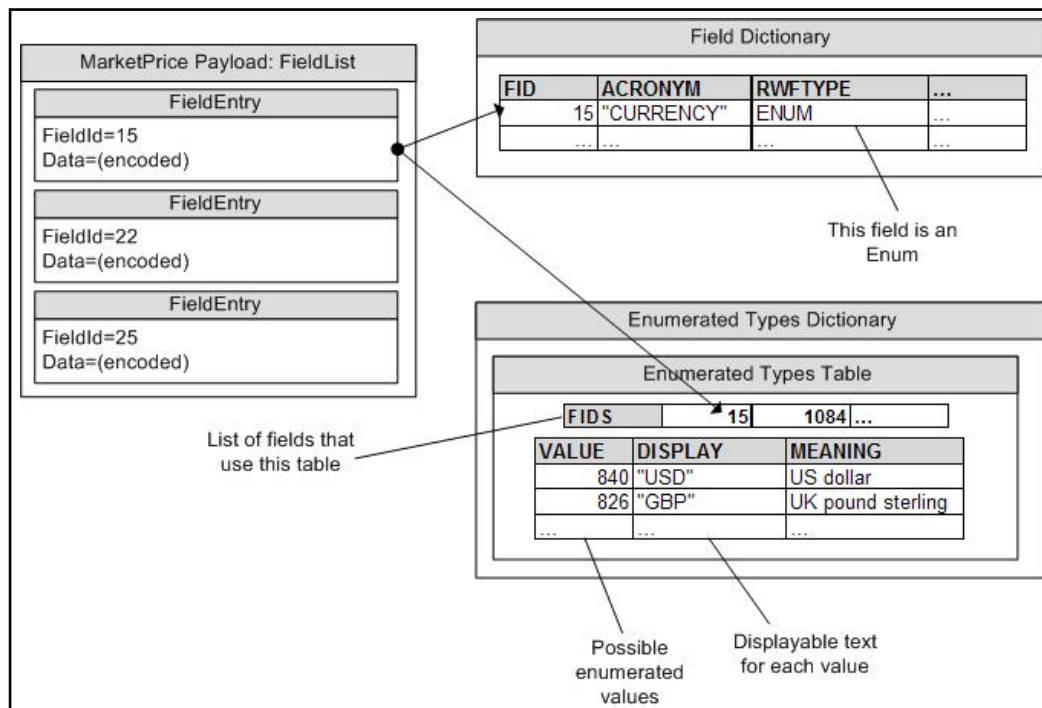 MarketPrice Payload: FieldList
FieldEntry
FieldId=15
Data=(encoded)
FieldEntry
FieldId=22
Data=(encoded)
FieldEntry
FieldId=25
Data=(encoded)
Field Dictionary
FID ACRONYM RWFTYPE ...
15 "CURRENCY" ENUM ...
... ... ... ...
This field is an
Enum
Enumerated Types Dictionary
Enumerated Types Table
FIDS 15 1084 ...
List of fields that
use this table
VALUE DISPLAY MEANING
840 "USD" US dollar
826 "GBP" UK pound sterling
... ... ...
Possible
enumerated
values
Displayable text
for each value